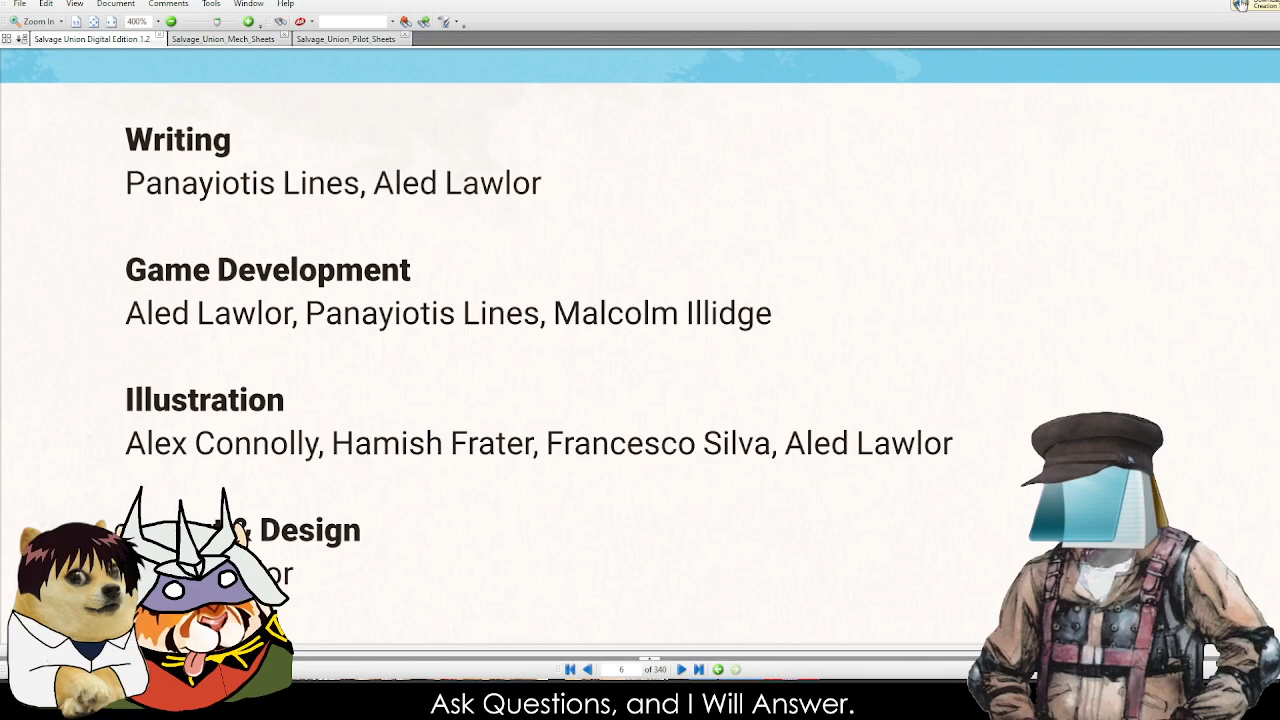 File Edit View Document Comments Tools Window Help
Zoom In 400%
Salvage Union Digital Edition 1.2 Salvage_Union_Mech_Sheets Salvage_Union_Pilot_Sheets
Writing
Panayiotis Lines, Aled Lawlor
Game Development
Aled Lawlor, Panayiotis Lines, Malcolm Illidge
Illustration
Alex Connolly, Hamish Frater, Francesco Silva, Aled Lawlor
& Design
6 of 340
Ask Questions, and I Will Answer.